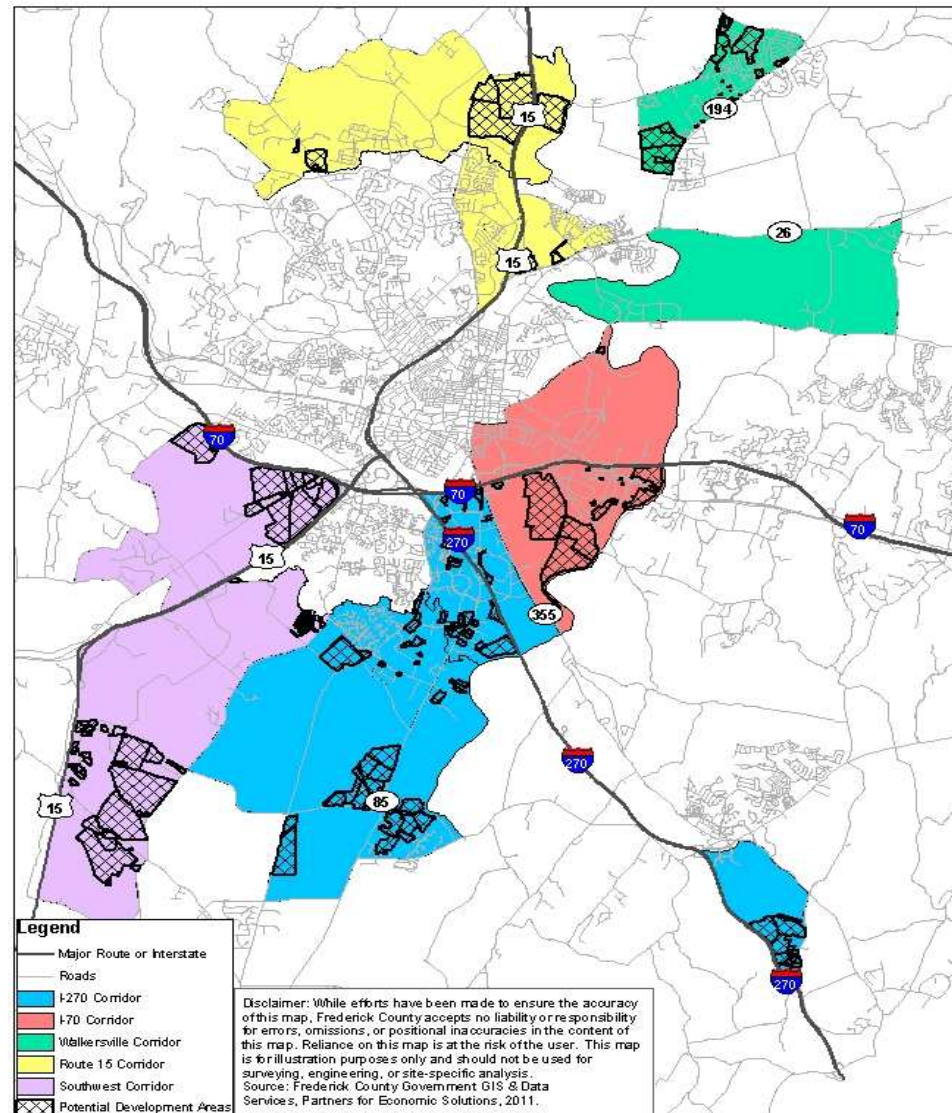 15
194
26
15
70
70
270
70
15
355
270
15
85
270
Legend
Major Route or Interstate
Roads
I-270 Corridor
I-70 Corridor
Walkersville Corridor
Route 15 Corridor
Southwest Corridor
Potential Development Areas
Disclaimer: While efforts have been made to ensure the accuracy
of this map, Frederick County accepts no liability or responsibility
for errors, omissions, or positional inaccuracies in the content of
this map. Reliance on this map is at the risk of the user. This map
is for illustration purposes only and should not be used for
surveying, engineering, or site-specific analysis.
Source: Frederick County Government GIS & Data
Services, Partners for Economic Solutions, 2011.